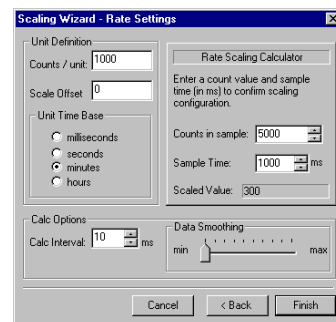 Scaling Wizard - Rate Settings
Unit Definition
Counts / unit: 1000
Scale Offset 0
Unit Time Base
milliseconds
seconds
minutes
hours
Rate Scaling Calculator
Enter a count value and sample
time (in ms) to confirm scaling
configuration.
Counts in sample: 5000
Sample Time: 1000 ms
Scaled Value: 300
Calc Options
Calc Interval: 10 ms
Data Smoothing
min max
Cancel < Back Finish